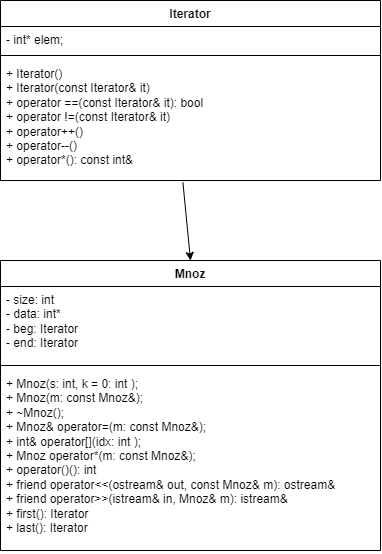 Iterator
- int* elem;
+ Iterator()
+ Iterator(const Iterator& it)
+ operator ==(const Iterator& it): bool
+ operator !=(const Iterator& it)
+ operator++()
+ operator--()
+ operator*(): const int&
Mnoz
- size: int
- data: int*
- beg: Iterator
- end: Iterator
+ Mnoz(s: int, k = 0: int );
+ Mnoz(m: const Mnoz&);
+ ~Mnoz();
+ Mnoz& operator=(m: const Mnoz&);
+ int& operator[](idx: int );
+ Mnoz operator*(m: const Mnoz&);
+ operator()(): int
+ friend operator<<(ostream& out, const Mnoz& m): ostream&
+ friend operator>>(istream& in, Mnoz& m): istream&
+ first(): Iterator
+ last(): Iterator